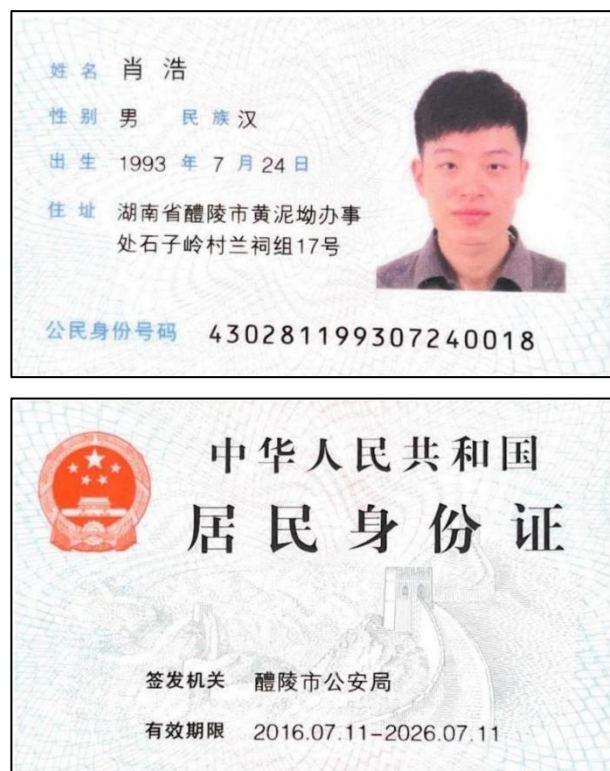 姓名 肖浩
性别 男 民族 汉
出生 1993 年 7 月 24 日
住址 湖南省醴陵市黄泥坳办事
处石子岭村兰祠组17号
公民身份号码 430281199307240018
中华人民共和国
居民身份证
签发机关 醴陵市公安局
有效期限 2016.07.11-2026.07.11